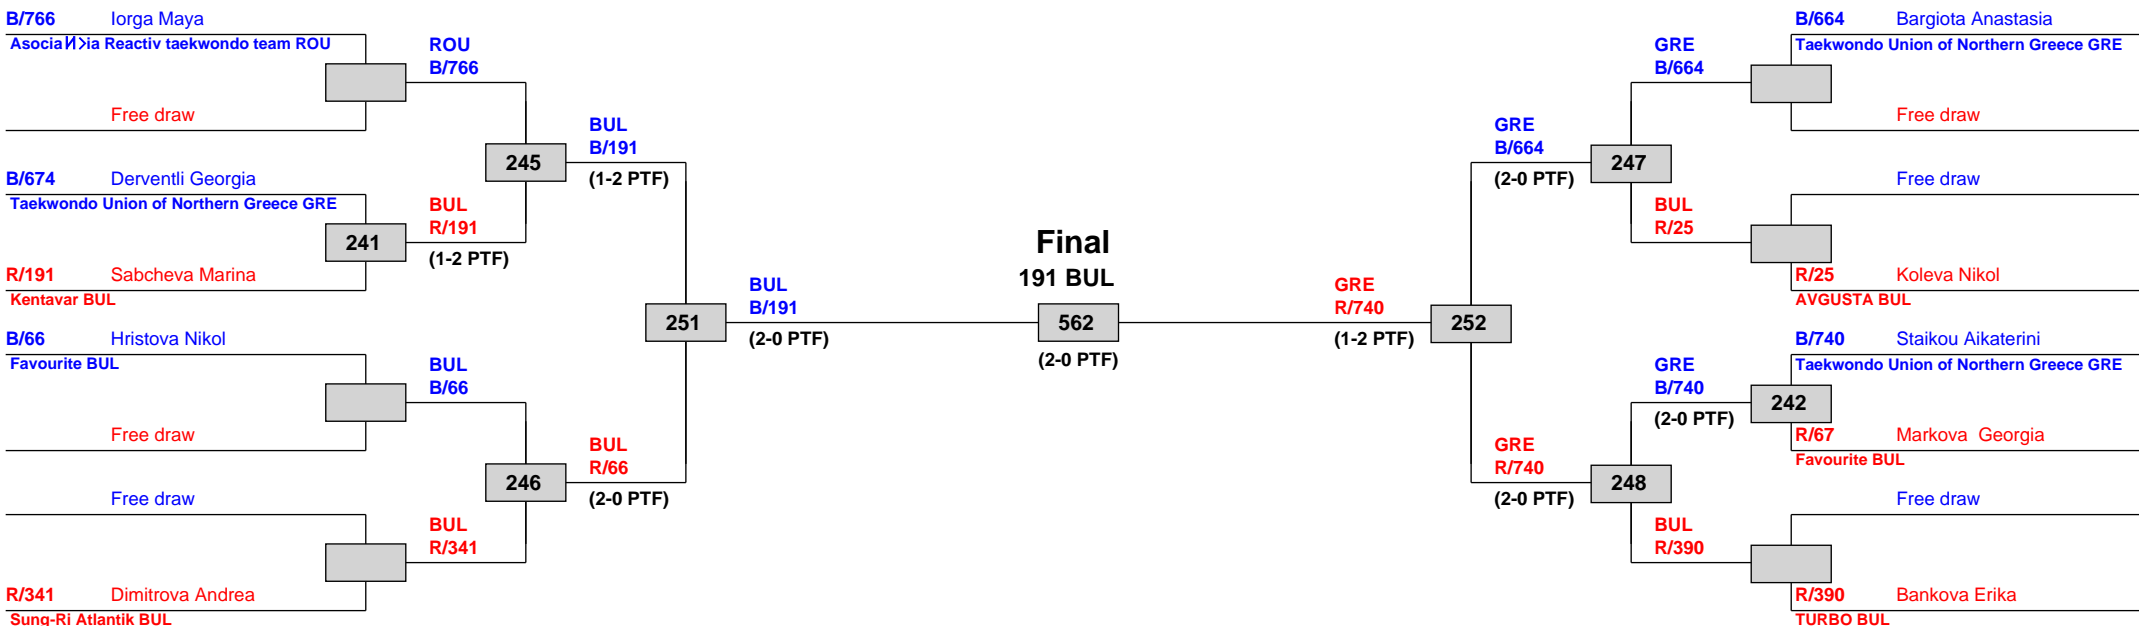 B/766 Iorga Maya
AsociaИ>ia Reactiv taekwondo team ROU
Free draw
B/674 Derventli Georgia
Taekwondo Union of Northern Greece GRE
241
R/191 Sabcheva Marina
Kentavar BUL
B/66 Hristova Nikol
Favourite BUL
Free draw
Free draw
R/341 Dimitrova Andrea
Sung-Ri Atlantik BUL
ROU
B/766
245
BUL
R/191
(1-2 PTF)
BUL
B/66
246
BUL
R/341
BUL
B/191
(1-2 PTF)
251
BUL
R/66
(2-0 PTF)
BUL
B/191
(2-0 PTF)
Final
191 BUL
562
(2-0 PTF)
GRE
R/740
(1-2 PTF)
252
GRE
B/664
(2-0 PTF)
GRE
R/740
(2-0 PTF)
GRE
B/664
247
BUL
R/25
GRE
B/740
(2-0 PTF)
248
BUL
R/390
B/664 Bargiota Anastasia
Taekwondo Union of Northern Greece GRE
Free draw
Free draw
R/25 Koleva Nikol
AVGUSTA BUL
B/740 Staikou Aikaterini
Taekwondo Union of Northern Greece GRE
242
R/67 Markova  Georgia
Favourite BUL
Free draw
R/390 Bankova Erika
TURBO BUL